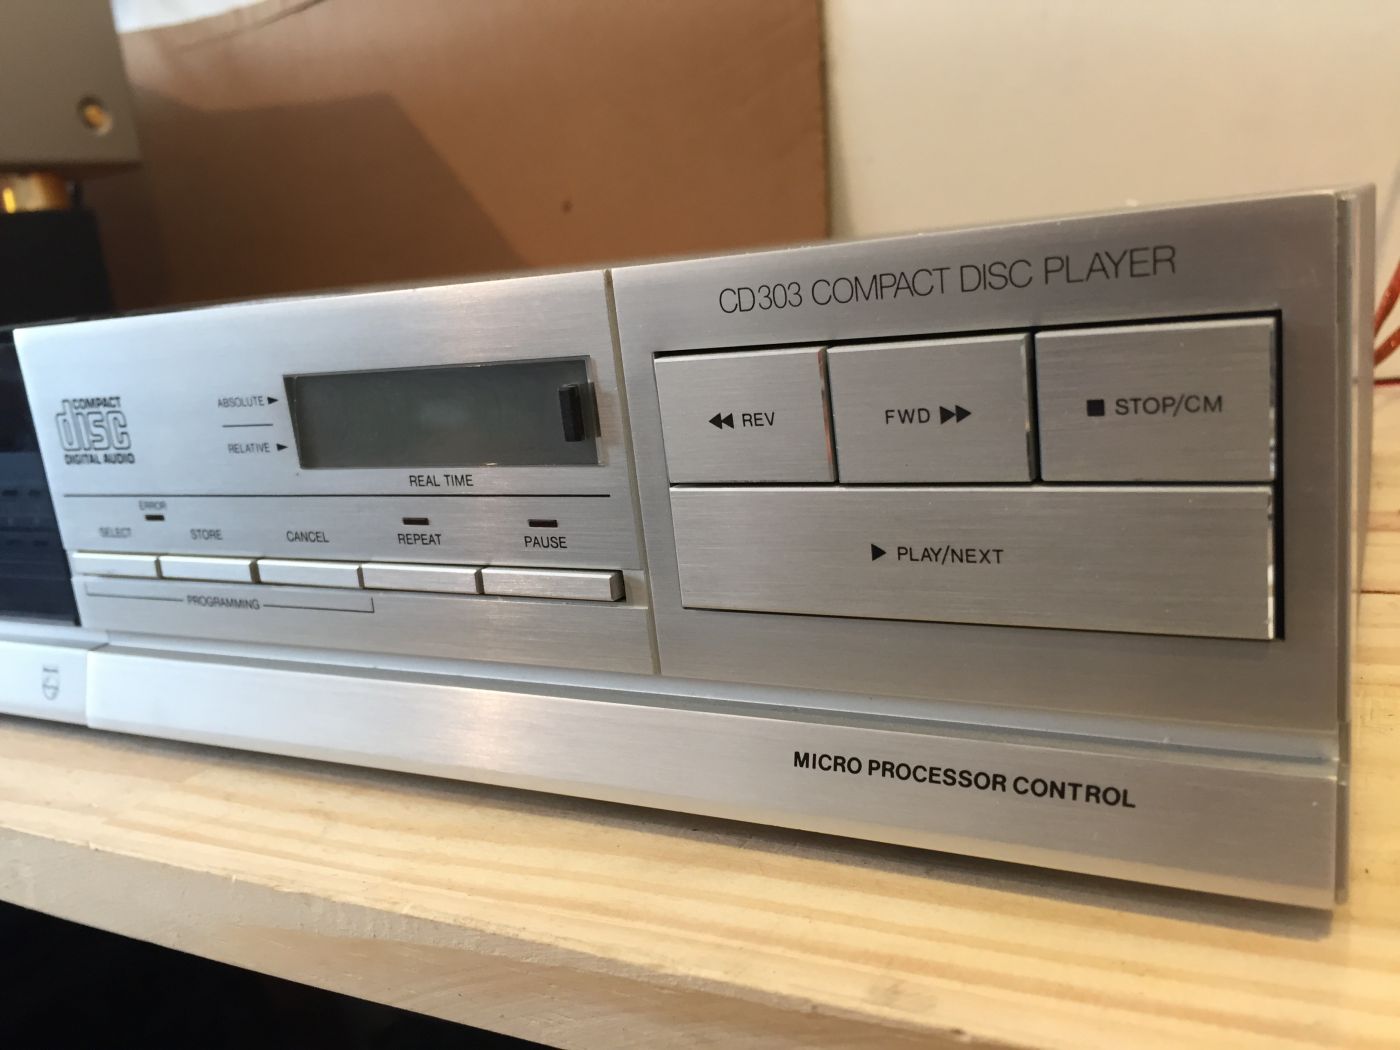 CD303 COMPACT DISC PLAYER
COMPACT
disc
DIGITAL AUDIO
ABSOLUTE ▶
RELATIVE ▶
REAL TIME
◀◀ REV
FWD ▶▶
■ STOP/CM
▶ PLAY/NEXT
ERROR
SELECT
STORE
CANCEL
REPEAT
PAUSE
PROGRAMMING
MICRO PROCESSOR CONTROL